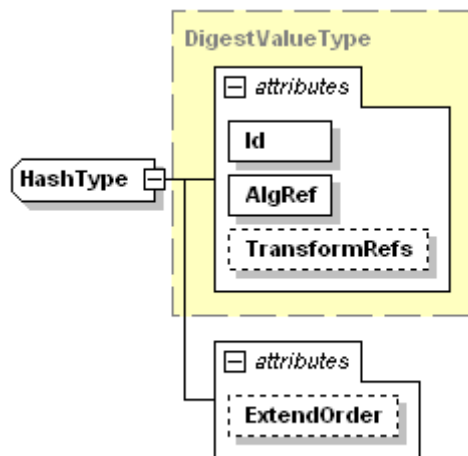 DigestValueType
attributes
Id
HashType
AlgRef
TransformRefs
attributes
ExtendOrder